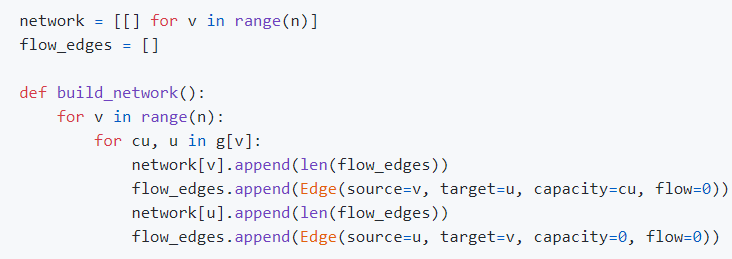 network = [[] for v in range(n)]
flow_edges = []

def build_network():
    for v in range(n):
        for cu, u in g[v]:
            network[v].append(len(flow_edges))
            flow_edges.append(Edge(source=v, target=u, capacity=cu, flow=0))
            network[u].append(len(flow_edges))
            flow_edges.append(Edge(source=u, target=v, capacity=0, flow=0))